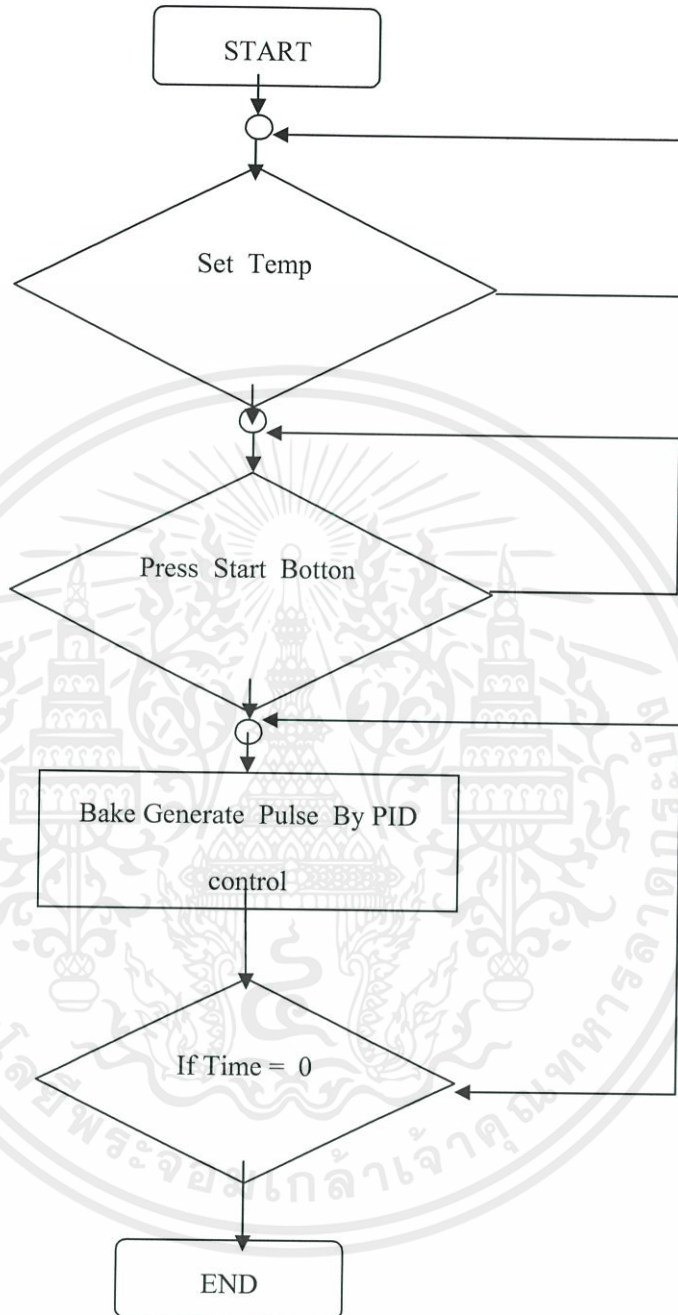 START
Set Temp
Press Start Botton
Bake Generate Pulse By PID
control
If Time = 0
END